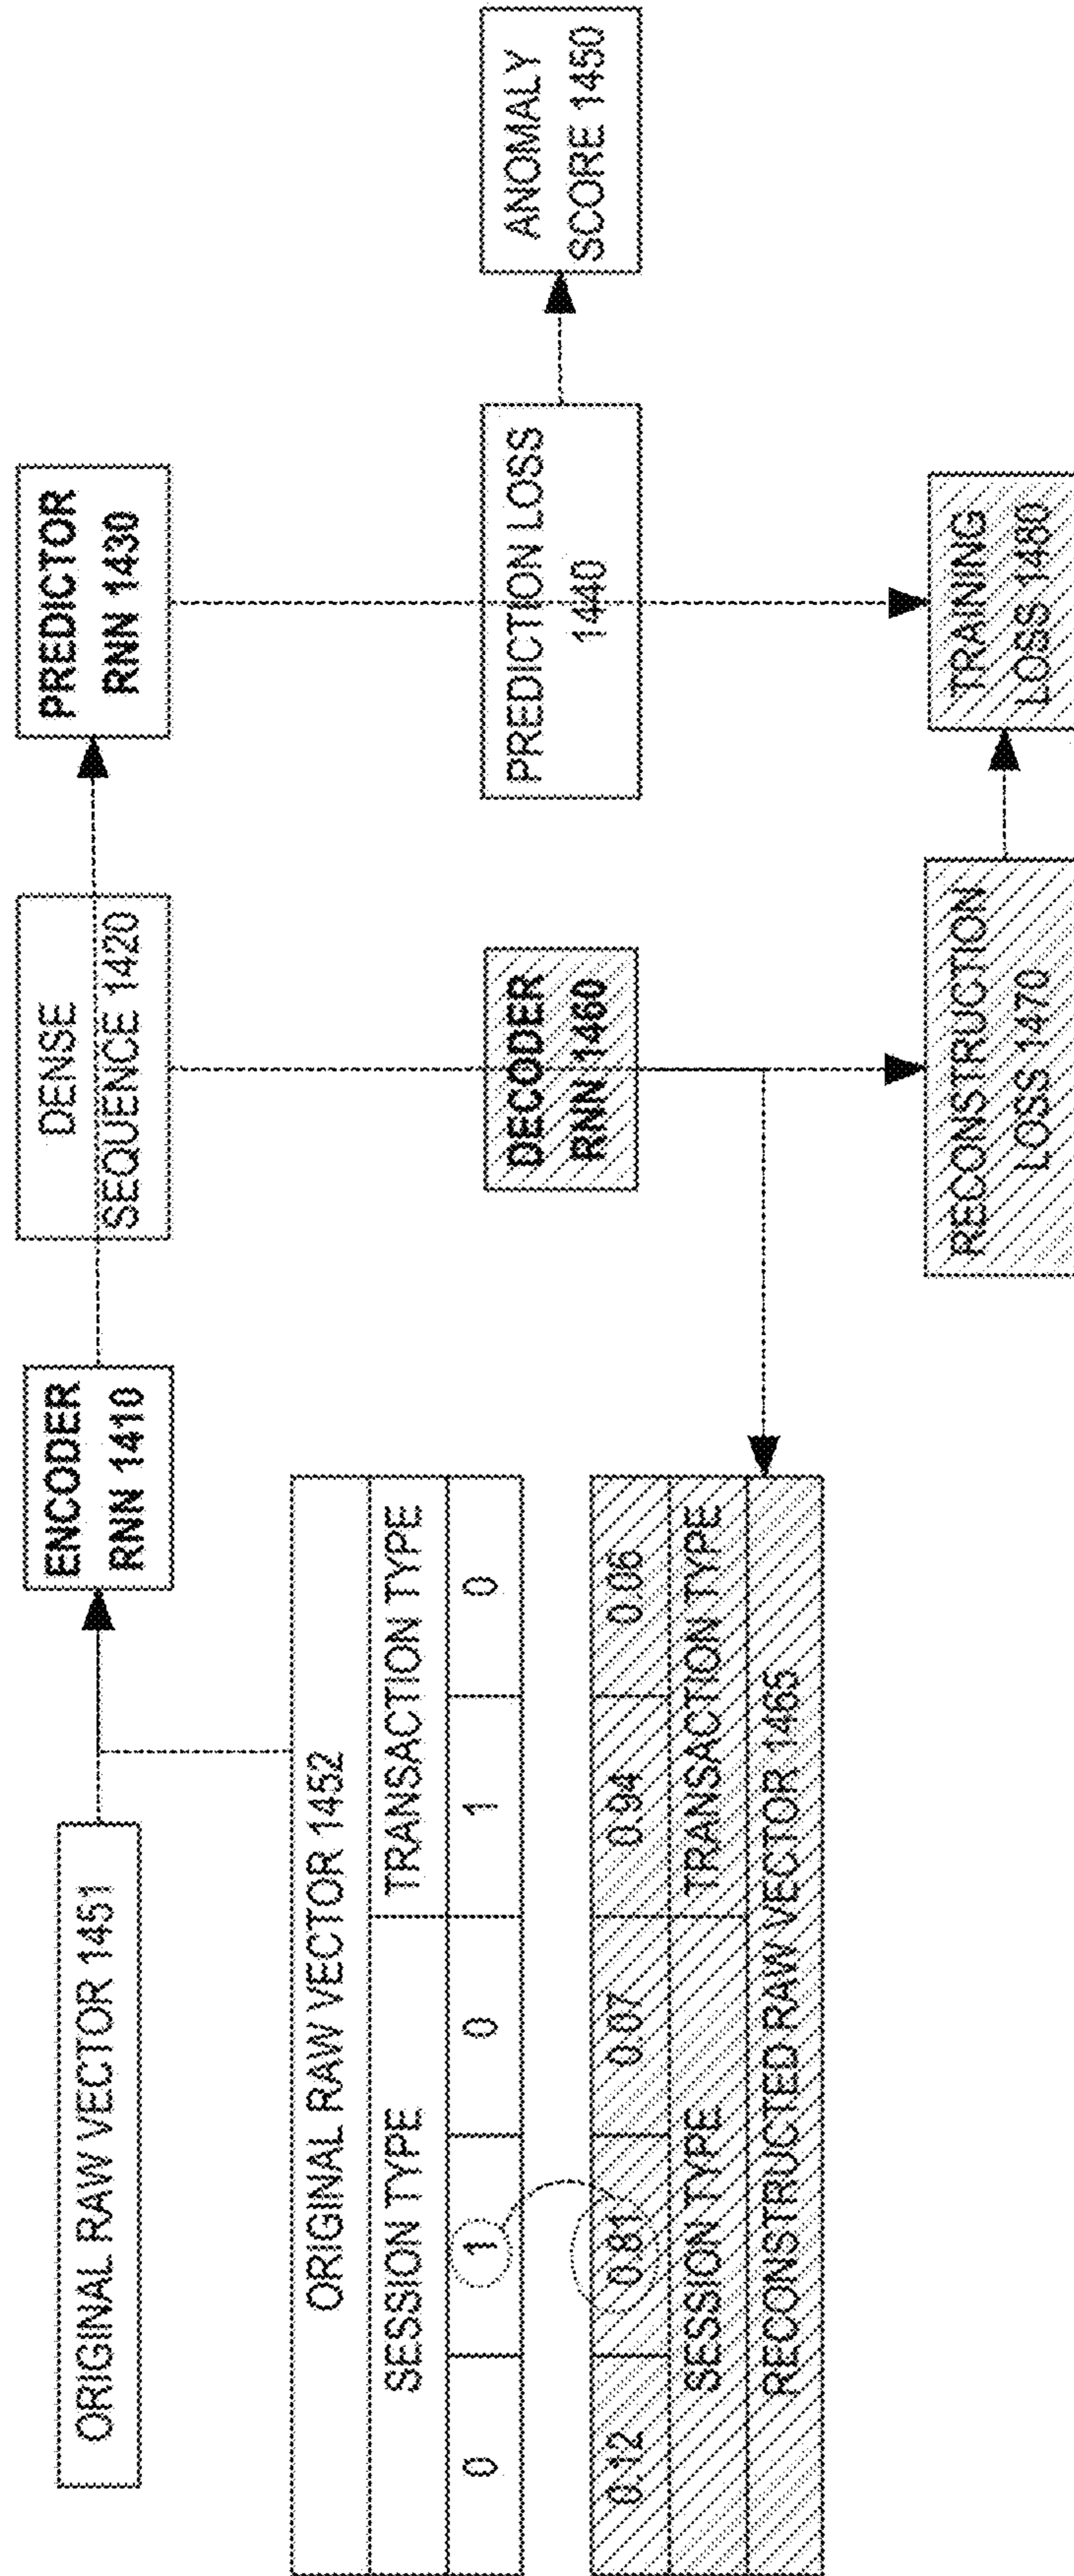 ORIGINAL RAW VECTOR 1451
ENCODER
RNN 1410
DENSE
SEQUENCE 1420
PREDICTOR
RNN 1430
ORIGINAL RAW VECTOR 1452
SESSION TYPE TRANSACTION TYPE
0 1 0 1 0
0.12 0.81 0.07 0.94 0.06
SESSION TYPE TRANSACTION TYPE
RECONSTRUCTED RAW VECTOR 1465
DECODER
RNN 1460
PREDICTION LOSS
1440
ANOMALY
SCORE 1450
RECONSTRUCTION
LOSS 1470
TRAINING
LOSS 1480